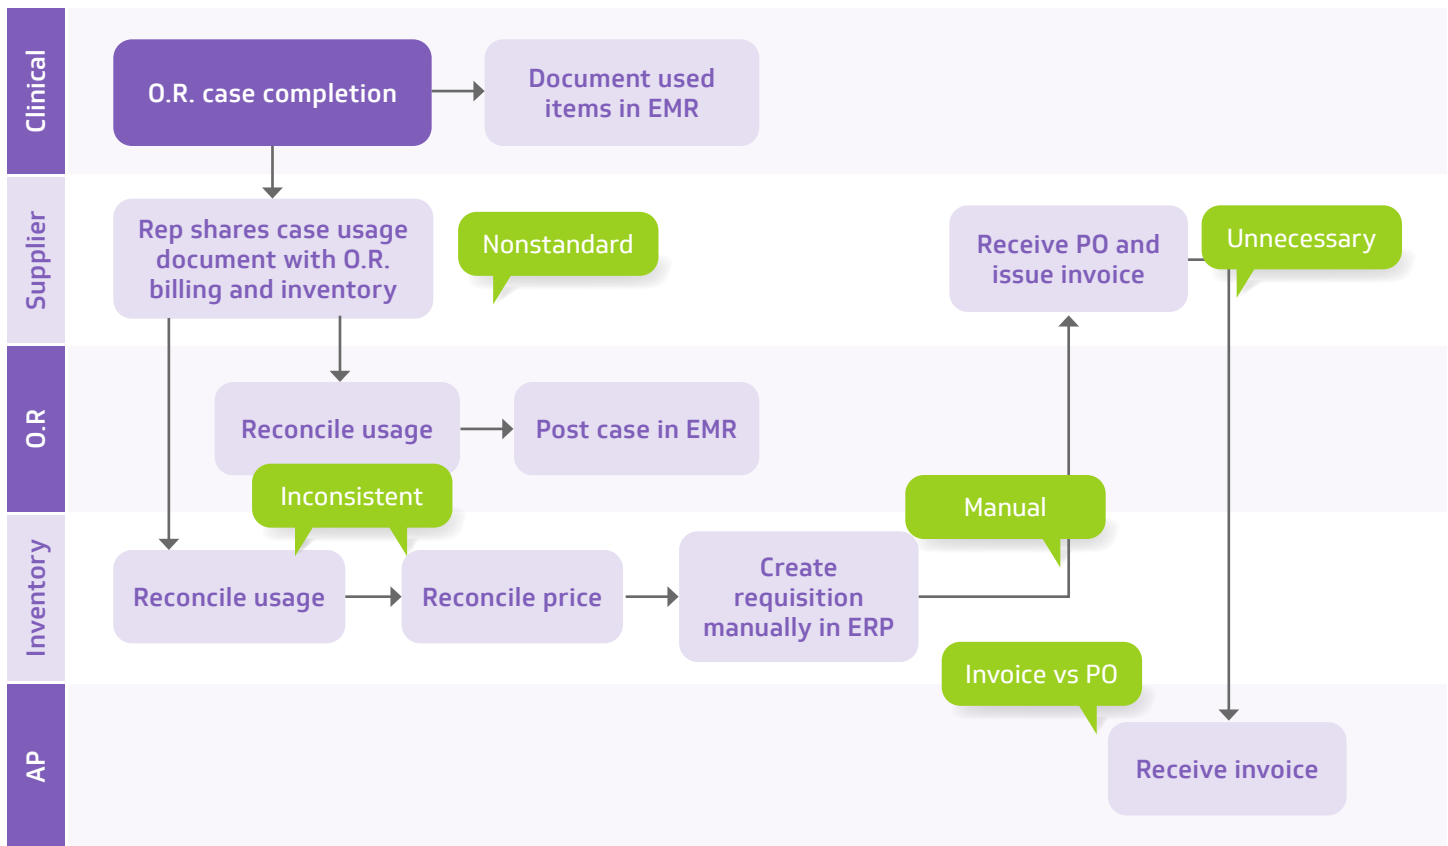 Clinical
O.R. case completion
Document used
items in EMR
Supplier
Rep shares case usage
document with O.R.
billing and inventory
Nonstandard
Receive PO and
issue invoice
Unnecessary
O.R
Reconcile usage
Post case in EMR
Inconsistent
Manual
Inventory
Reconcile usage
Reconcile price
Create
requisition
manually in ERP
Invoice vs PO
AP
Receive invoice